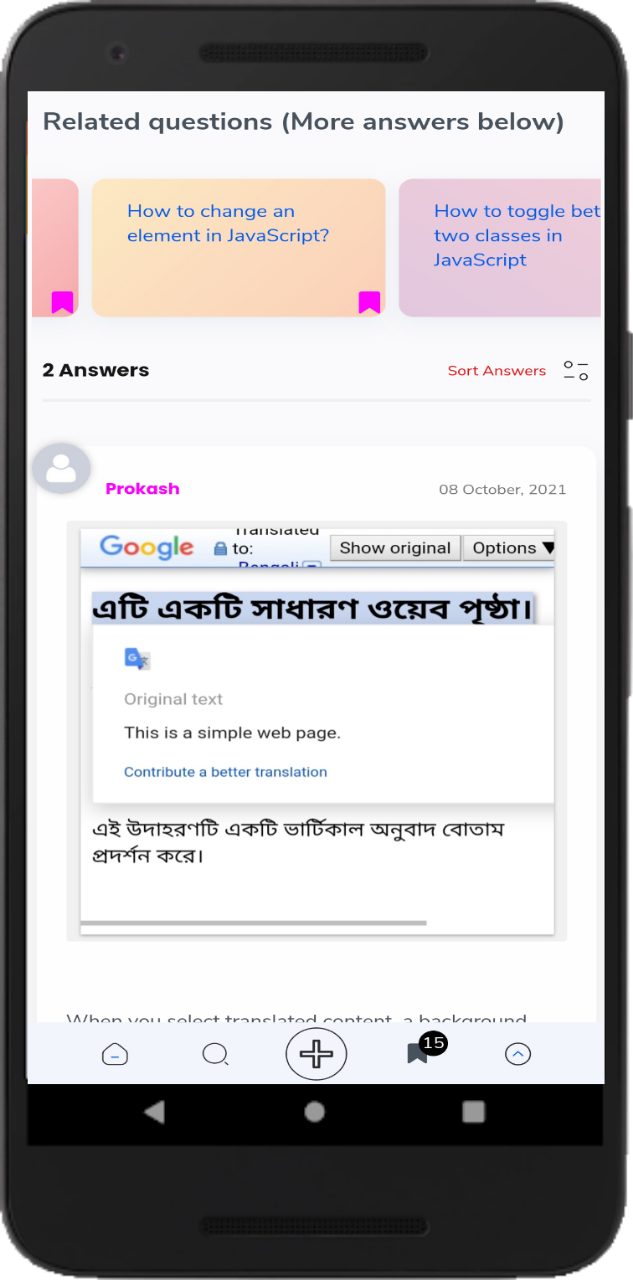 Related questions (More answers below)
How to change an
element in JavaScript?
How to toggle bet
two classes in
JavaScript
2 Answers
Sort Answers
Prokash
08 October, 2021
Google
Translated
to:
Bengali
Show original
Options ▼
এটি একটি সাধারণ ওয়েব পৃষ্ঠা।
Original text
This is a simple web page.
Contribute a better translation
এই উদাহরণটি একটি ভার্টিকাল অনুবাদ বোতাম
প্রদর্শন করে।
When you select translated content, a background
15